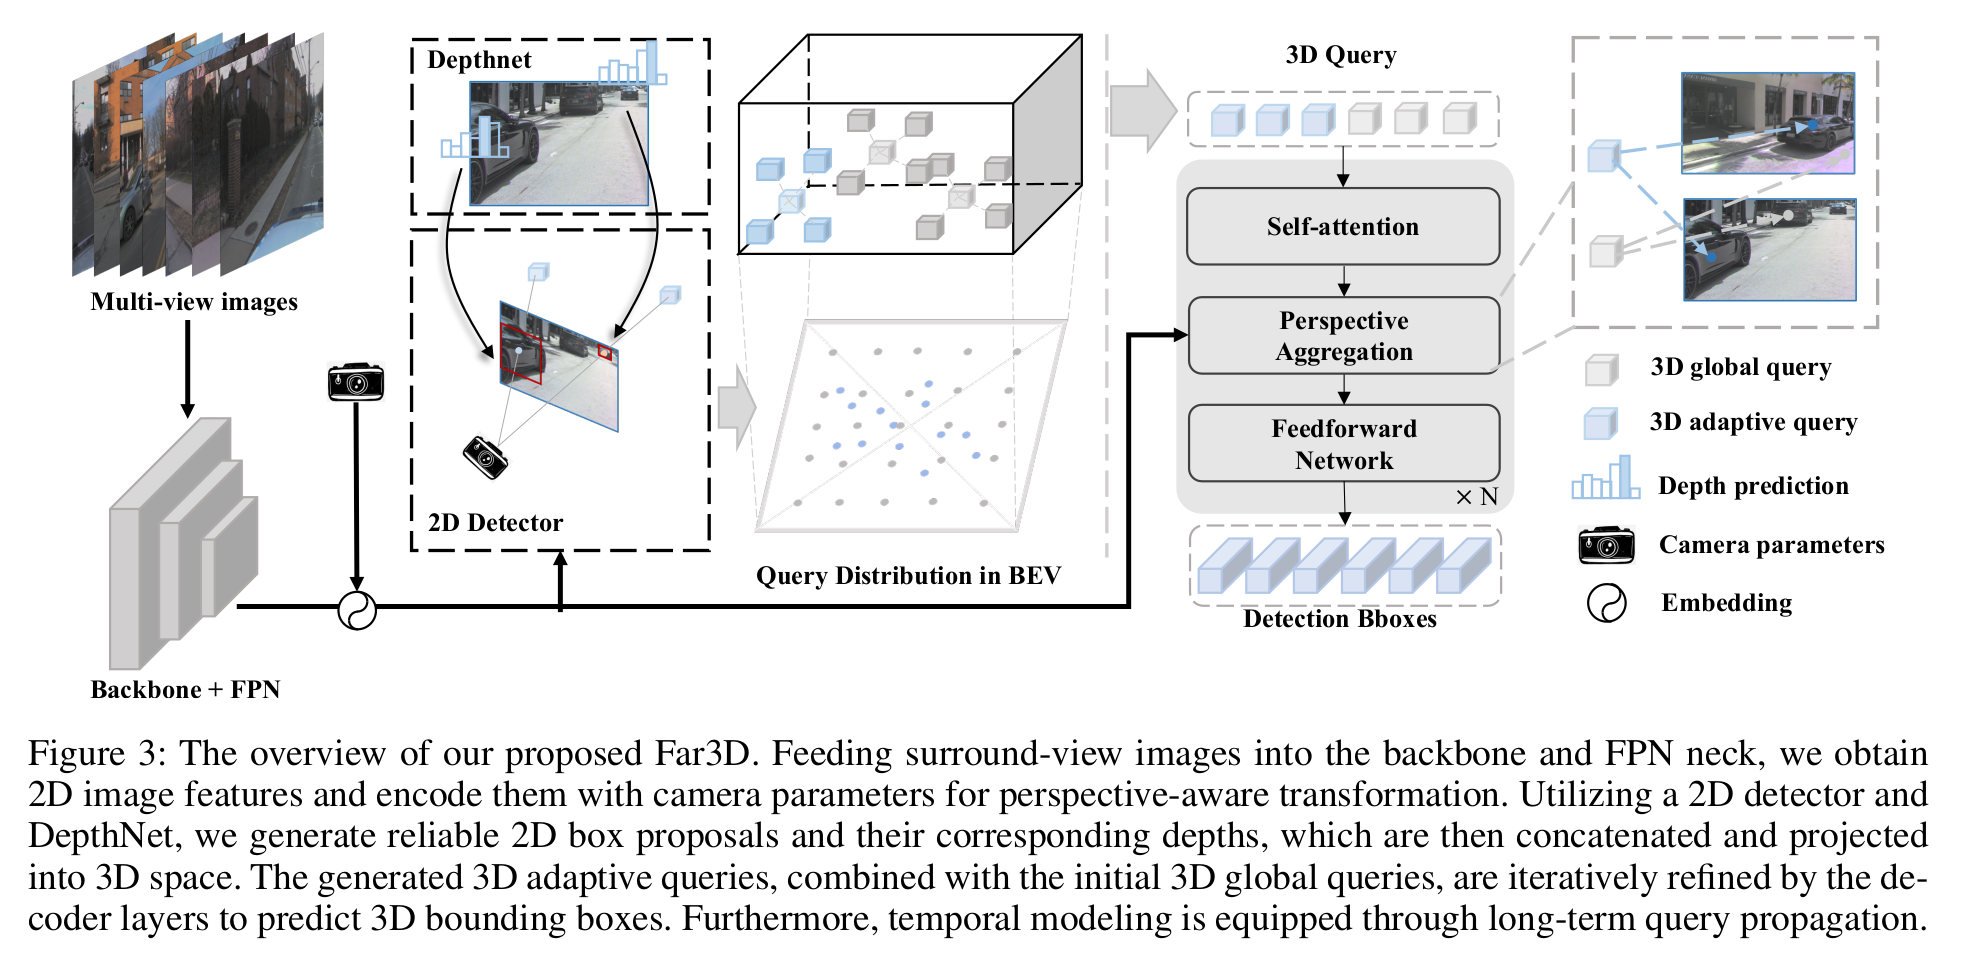 Depthnet
3D Query
Multi-view images
Self-attention
Perspective
Aggregation
Feedforward
Network
× N
2D Detector
Query Distribution in BEV
Detection Bboxes
Backbone + FPN
3D global query
3D adaptive query
Depth prediction
Camera parameters
Embedding
Figure 3: The overview of our proposed Far3D. Feeding surround-view images into the backbone and FPN neck, we obtain
2D image features and encode them with camera parameters for perspective-aware transformation. Utilizing a 2D detector and
DepthNet, we generate reliable 2D box proposals and their corresponding depths, which are then concatenated and projected
into 3D space. The generated 3D adaptive queries, combined with the initial 3D global queries, are iteratively refined by the de-
coder layers to predict 3D bounding boxes. Furthermore, temporal modeling is equipped through long-term query propagation.